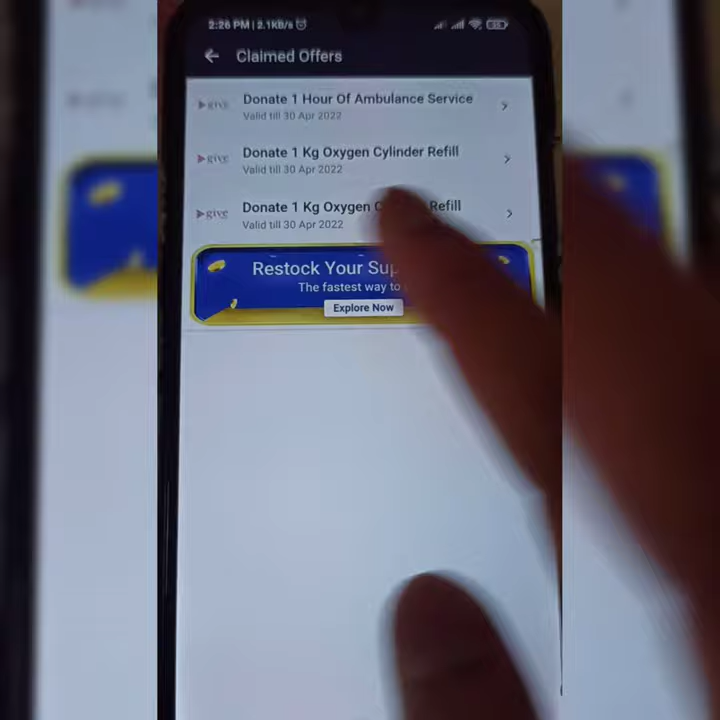 2:26 PM | 2.1KB/s
Claimed Offers
give
Donate 1 Hour Of Ambulance Service
Valid till 30 Apr 2022
give
Donate 1 Kg Oxygen Cylinder Refill
Valid till 30 Apr 2022
give
Donate 1 Kg Oxygen Refill
Valid till 30 Apr 2022
Restock Your
The fastest way to
Explore Now